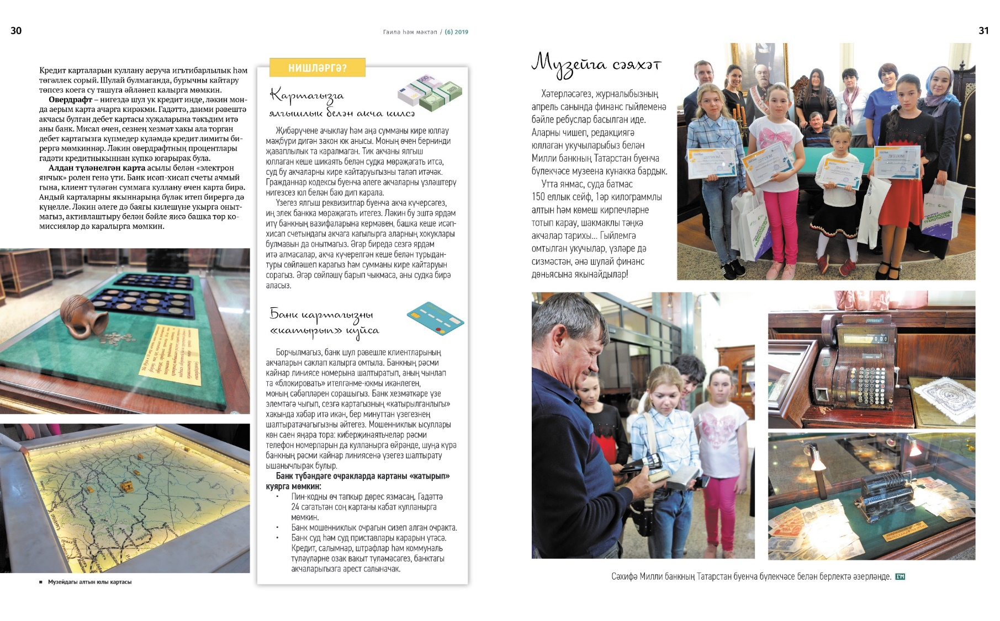 30
Гаилә һәм мәктәп / (6) 2019
Кредит карталарын куллану аеруча игътибарлылык һәм
төгәллек сорый. Шулай булмаганда, бурычны кайтару
төпсез коега су ташуга әйләнеп калырга мөмкин.
Овердрафт – нигездә шул ук кредит инде, ләкин мон-
да аерым карта ачарга кирәкми. Гадәттә, даими рәвештә
акчасы булган дебет картасы хуҗаларына тәкъдим итә
аны банк. Мисал өчен, сезнең хезмәт хакы ала торган
дебет картагызга күпмедер күләмдә кредит лимиты би-
рергә мөмкиннәр. Ләкин овердрафтның процентлары
гадәти кредитныкыннан күпкә югарырак була.
Алдан түләнелгән карта асылы белән «электрон
янчык» ролен генә үти. Банк исәп-хисап счеты ачмый
гына, клиент түләгән суммага куллану өчен карта бирә.
Андый карталарны якыннарыңа бүләк итеп бирергә дә
күңелле. Ләкин әлеге дә баягы килешүне укырга оныт-
магыз, активлаштыру белән бәйле яисә башка төр ко-
миссияләр дә каралырга мөмкин.
Музейдагы алтын юлы картасы
НИШЛӘРГӘ?
Картагызга
ялгышлык белән акча килсә
Җибәрүчене ачыклау һәм аңа сумманы кире юллау
мәҗбүри дигән закон юк анысы. Моның өчен бернинди
җаваплылык та каралмаган. Тик акчаны ялгыш
юллаган кеше шикаять белән судка мөрәҗәгать итсә,
суд бу акчаларны кире кайтаруыгызны таләп итәчәк.
Гражданнар кодексы буенча әлеге акчаларны үзләштерү
нигезсез юл белән баю дип карала.
Үзегез ялгыш реквизитлар буенча акча күчерсәгез,
иң элек банкка мөрәҗәгать итегез. Ләкин бу эштә ярдәм
итү банкның вазифаларына кермәвен, башка кеше исәп-
хисап счетындагы акчага кагылырга аларның хокуклары
булмавын да онытмагыз. Әгәр биредә сезгә ярдәм
итә алмасалар, акча күчерелгән кеше белән турыдан-
туры сөйләшеп карагыз һәм сумманы кире кайтаруын
сорагыз. Әгәр сөйләшү барып чыкмаса, аны судка бирә
аласыз.
Банк картагызны
«катырып» куйса
Борчылмагыз, банк шул рәвешле клиентларының
акчаларын саклап калырга омтыла. Банкның рәсми
кайнар линиясе номерына шалтыратып, аның чынлап
та «блокировать» ителгәнме-юкмы икәнлеген,
моның сәбәпләрен сорашыгыз. Банк хезмәткәре үзе
элемтәгә чыгып, сезгә картагызның «катырылганлыгы»
хакында хәбәр итә икән, бер минуттан үзегезнең
шалтыратачагыгызны әйтегез. Мошенниклык ысуллары
көн саен яңара тора: киберҗинаятьчеләр рәсми
телефон номерларын да кулланырга өйрәнде, шуңа күрә
банкның рәсми кайнар линиясенә үзегез шалтырату
ышанычлырак булыр.
Банк түбәндәге очракларда картаны «катырып»
куярга мөмкин:
• Пин-кодны өч тапкыр дөрес язмасаң. Гадәттә
24 сәгатьтән соң картаны кабат кулланырга
мөмкин.
• Банк мошенниклык очрагын сизеп алган очракта.
• Банк суд һәм суд приставлары карарын үтәсә.
Кредит, салымнар, штрафлар һәм коммуналь
түләүләрне озак вакыт түләмәсәгез, банктагы
акчаларыгызга арест салыначак.
31
Музейга сәяхәт
Хәтерләсәгез, журналыбызның
апрель санында финанс гыйлеменә
бәйле ребуслар басылган иде.
Аларны чишеп, редакциягә
юллаган укучыларыбыз белән
Милли банкның Татарстан буенча
бүлекчәсе музеена кунакка бардык.
Утта янмас, суда батмас
150 еллык сейф, 1әр килограммлы
алтын һәм көмеш кирпечләрне
тотып карау, шакмаклы тәңкә
акчалар тарихы... Гыйлемгә
омтылган укучылар, үзләре дә
сизмәстән, әнә шулай финанс
дөньясына якынайдылар!
ДИПЛОМ
ДИПЛОМ
ДИПЛОМ
ДИПЛОМ
ФИНАНСОВОЙ
ГРАМОТНОСТИ
Сәхифә Милли банкның Татарстан буенча бүлекчәсе белән берлектә әзерләнде. ГМ